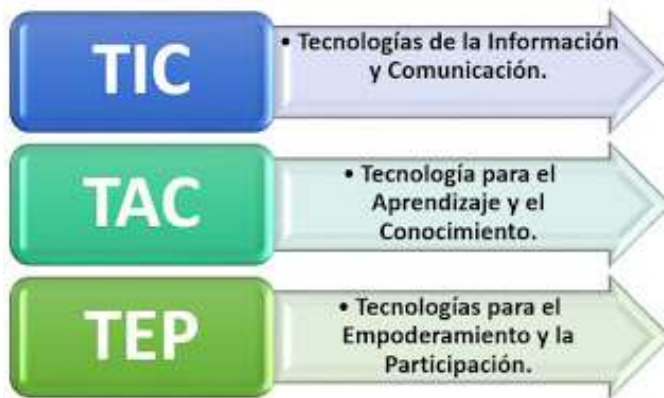 TIC
• Tecnologías de la Información
y Comunicación.
TAC
• Tecnología para el
Aprendizaje y el
Conocimiento.
TEP
• Tecnologías para el
Empoderamiento y la
Participación.